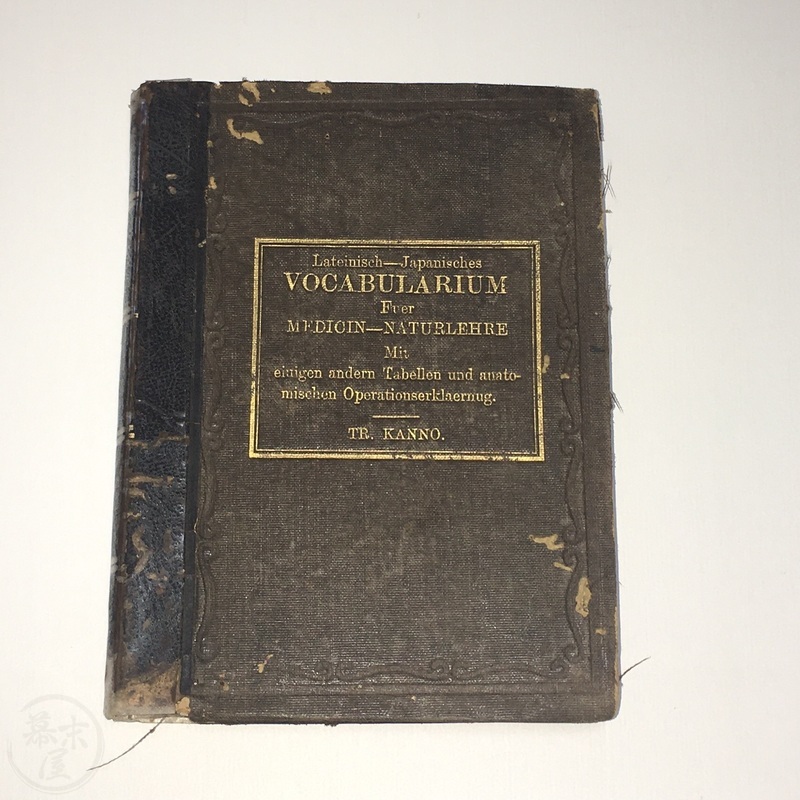 Lateinisch—Japanisches
VOCABULARIUM
Fuer
MEDICIN—NATURLEHRE
Mit
einigen andern Tabellen und anato-
mischen Operationserklaernug.
TR. KANNO.
幕末屋